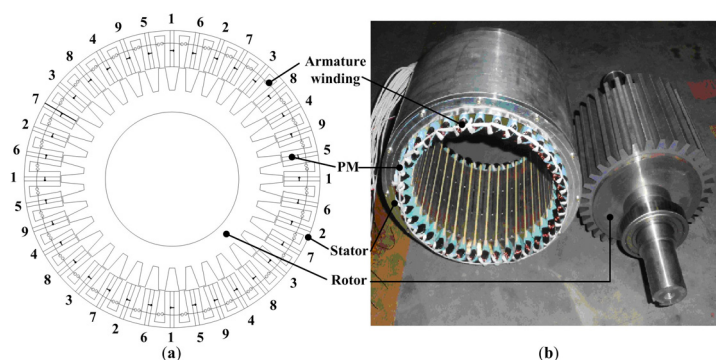 5 1 6
9 2
4 7
8 3
3 8
7 4
2 9
6 5
1 1
5 6
9 2
4 7
8 3
3 8
7 4
2 9
6 1 5
(a)
Armature
winding
PM
Stator
Rotor
(b)